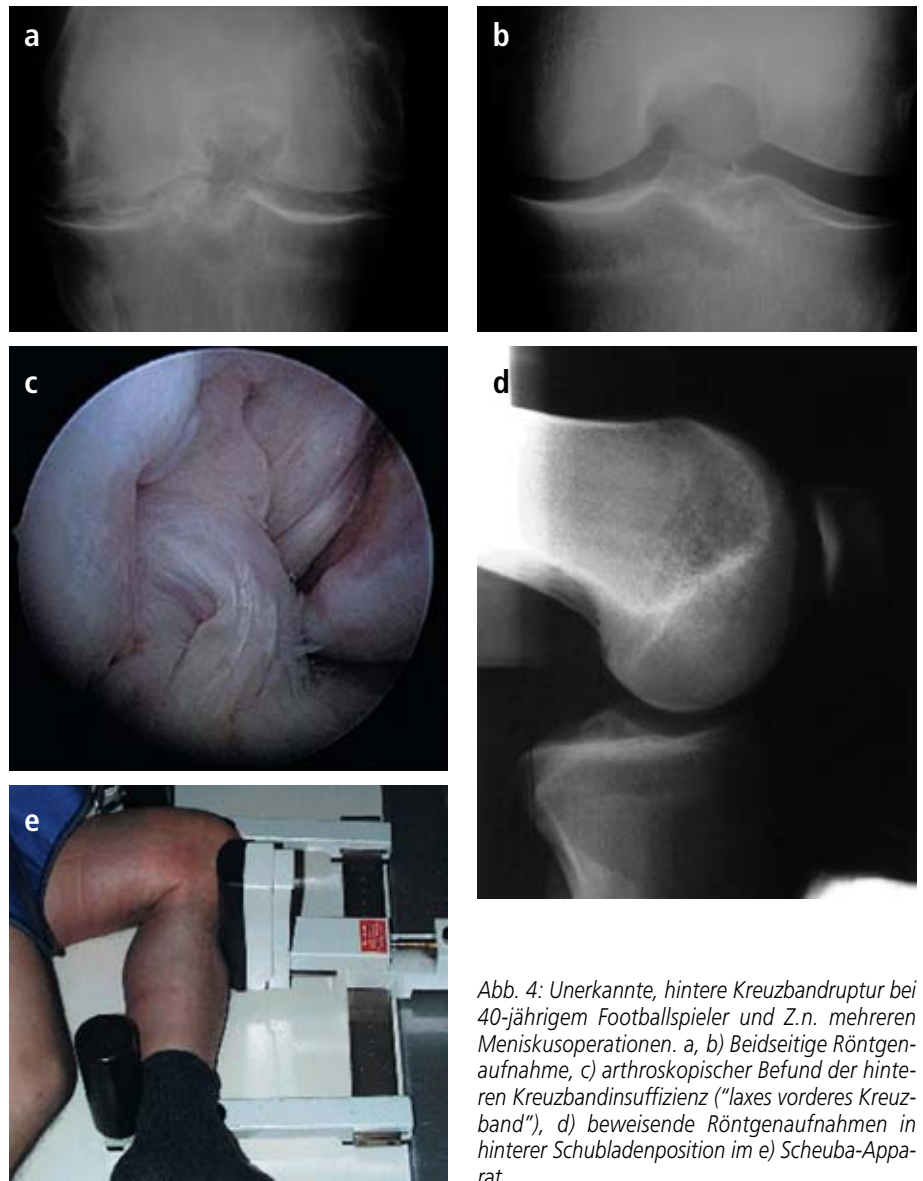 a
b
c
d
e
Abb. 4: Unerkannte, hintere Kreuzbandruptur bei
40-jährigem Footballspieler und Z.n. mehreren
Meniskusoperationen. a, b) Beidseitige Röntgen-
aufnahme, c) arthroskopischer Befund der hinte-
ren Kreuzbandinsuffizienz ("laxes vorderes Kreuz-
band"), d) beweisende Röntgenaufnahmen in
hinterer Schubladenposition im e) Scheuba-Appa-
rat